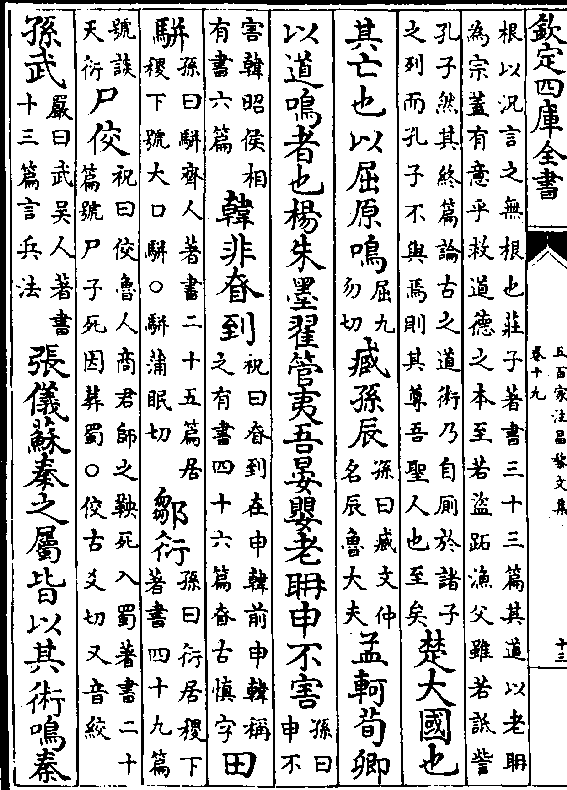 欽定四庫全書
五百家注昌黎文集
卷十九
十三
根以況言之無根也莊子著書三十三篇其道以老聃
為宗蓋有意乎救道德之本至若盜跖漁父雖若詆訾
孔子然其終篇論古之道術乃自厠於諸子
之列而孔子不與焉則其尊吾聖人也至矣
楚大國也
其亡也以屈原鳴
屈九
勿切
臧孫辰
孫曰臧文仲
名辰魯大夫
孟軻荀卿
以道鳴者也楊朱墨翟管夷吾晏嬰老聃申不害
孫曰
申不
害韓昭侯相
有書六篇
韓非昚到
祝曰昚到在申韓前申韓稱
之有書四十六篇昚古慎字
田
駢
孫曰駢齊人著書二十五篇居
稷下號大口駢○駢蒲眠切
鄒衍
孫曰衍居稷下
著書四十九篇
號談
天衍
尸佼
祝曰佼魯人商君師之鞅死入蜀著書二十
篇號尸子死因葬蜀○佼古爻切又音絞
孫武
嚴曰武吳人著書
十三篇言兵法
張儀蘇秦之屬皆以其術鳴秦